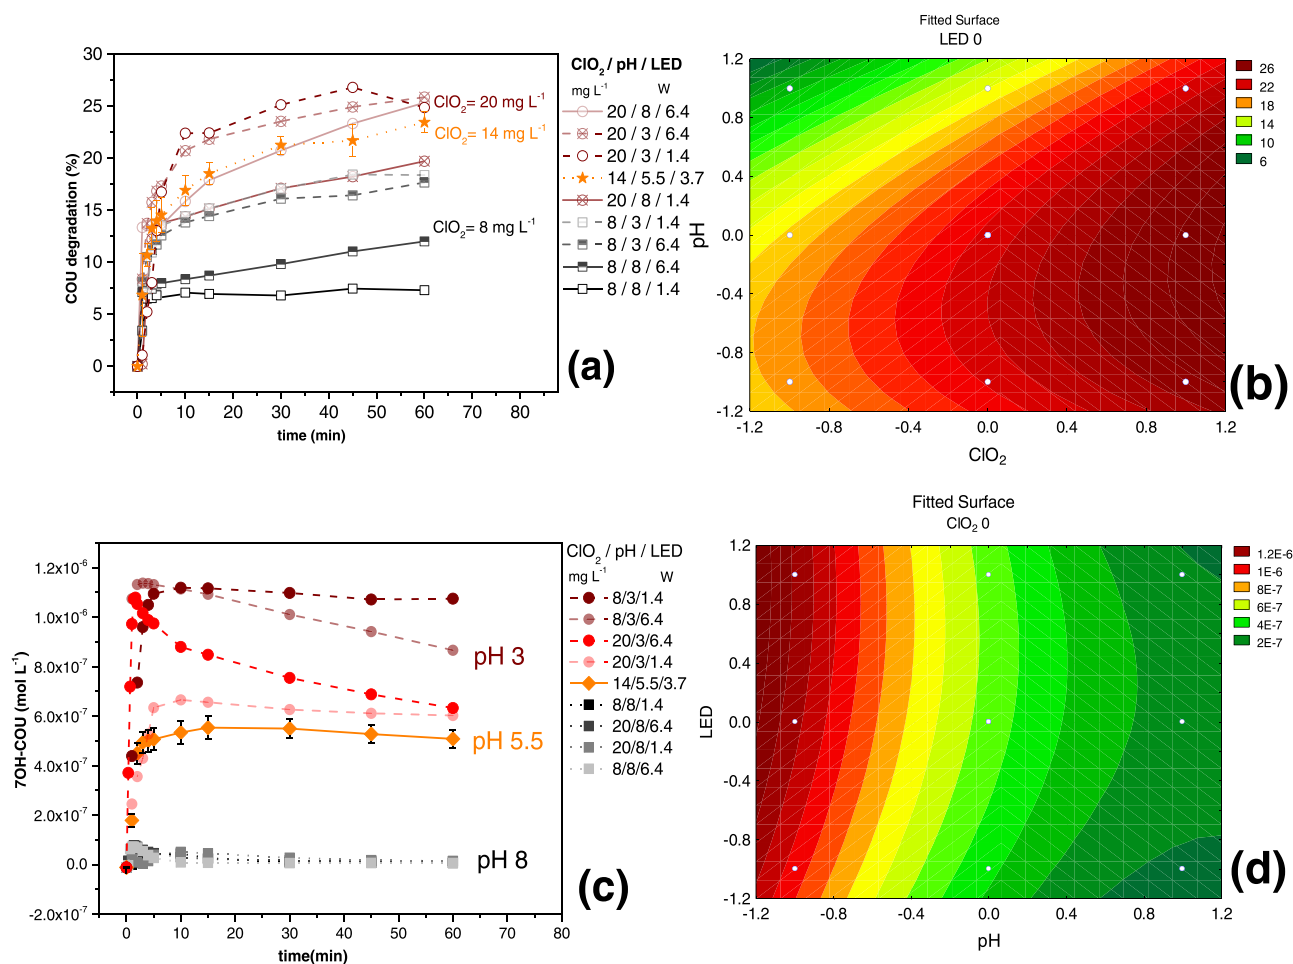 30
25
20
15
10
5
0
COU degradation (%)
0
10
20
30
40
50
60
70
80
time (min)
ClO2= 20 mg L-1
ClO2= 14 mg L-1
ClO2= 8 mg L-1
ClO2 / pH / LED
mg L-1 W
20 / 8 / 6.4
20 / 3 / 6.4
20 / 3 / 1.4
14 / 5.5 / 3.7
20 / 8 / 1.4
8 / 3 / 1.4
8 / 3 / 6.4
8 / 8 / 6.4
8 / 8 / 1.4
(a)
Fitted Surface
LED 0
1.2
0.8
0.4
0.0
-0.4
-0.8
-1.2
pH
-1.2
-0.8
-0.4
0.0
0.4
0.8
1.2
ClO2
26
22
18
14
10
6
(b)
1.2x10-6
1.0x10-6
8.0x10-7
6.0x10-7
4.0x10-7
2.0x10-7
0.0
-2.0x10-7
7OH-COU (mol L-1)
0
10
20
30
40
50
60
70
80
time(min)
pH 3
pH 5.5
pH 8
ClO2 / pH / LED
mg L-1 W
8/3/1.4
8/3/6.4
20/3/6.4
20/3/1.4
14/5.5/3.7
8/8/1.4
20/8/6.4
20/8/1.4
8/8/6.4
(c)
Fitted Surface
ClO2 0
1.2
0.8
0.4
0.0
-0.4
-0.8
-1.2
LED
-1.2
-0.8
-0.4
0.0
0.4
0.8
1.2
pH
1.2E-6
1E-6
8E-7
6E-7
4E-7
2E-7
(d)